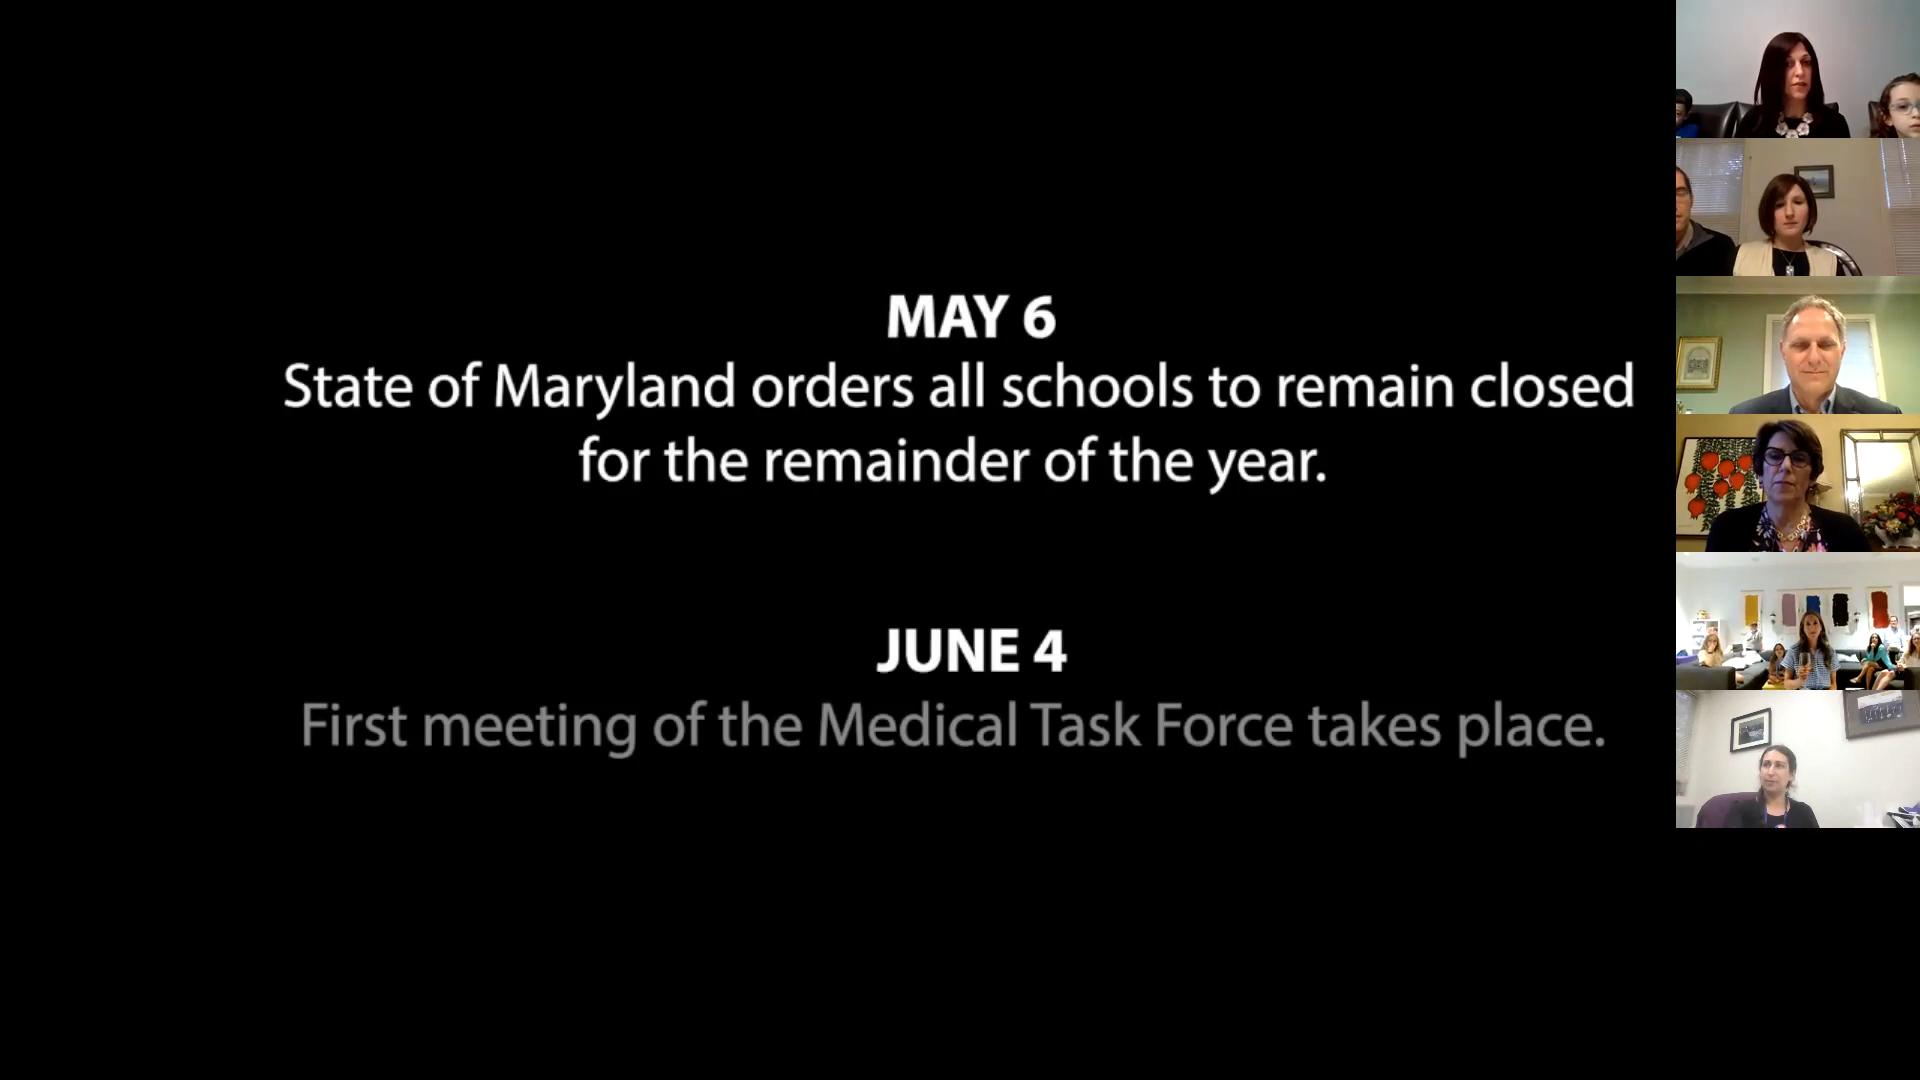 MAY 6
State of Maryland orders all schools to remain closed
for the remainder of the year.
JUNE 4
First meeting of the Medical Task Force takes place.